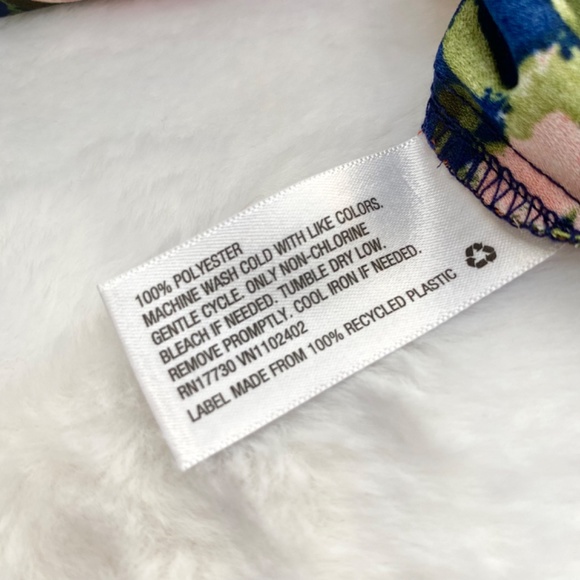 100% POLYESTER
MACHINE WASH COLD WITH LIKE COLORS.
GENTLE CYCLE. ONLY NON-CHLORINE
BLEACH IF NEEDED. TUMBLE DRY LOW.
REMOVE PROMPTLY. COOL IRON IF NEEDED.
RN17730 VN1102402
LABEL MADE FROM 100% RECYCLED PLASTIC